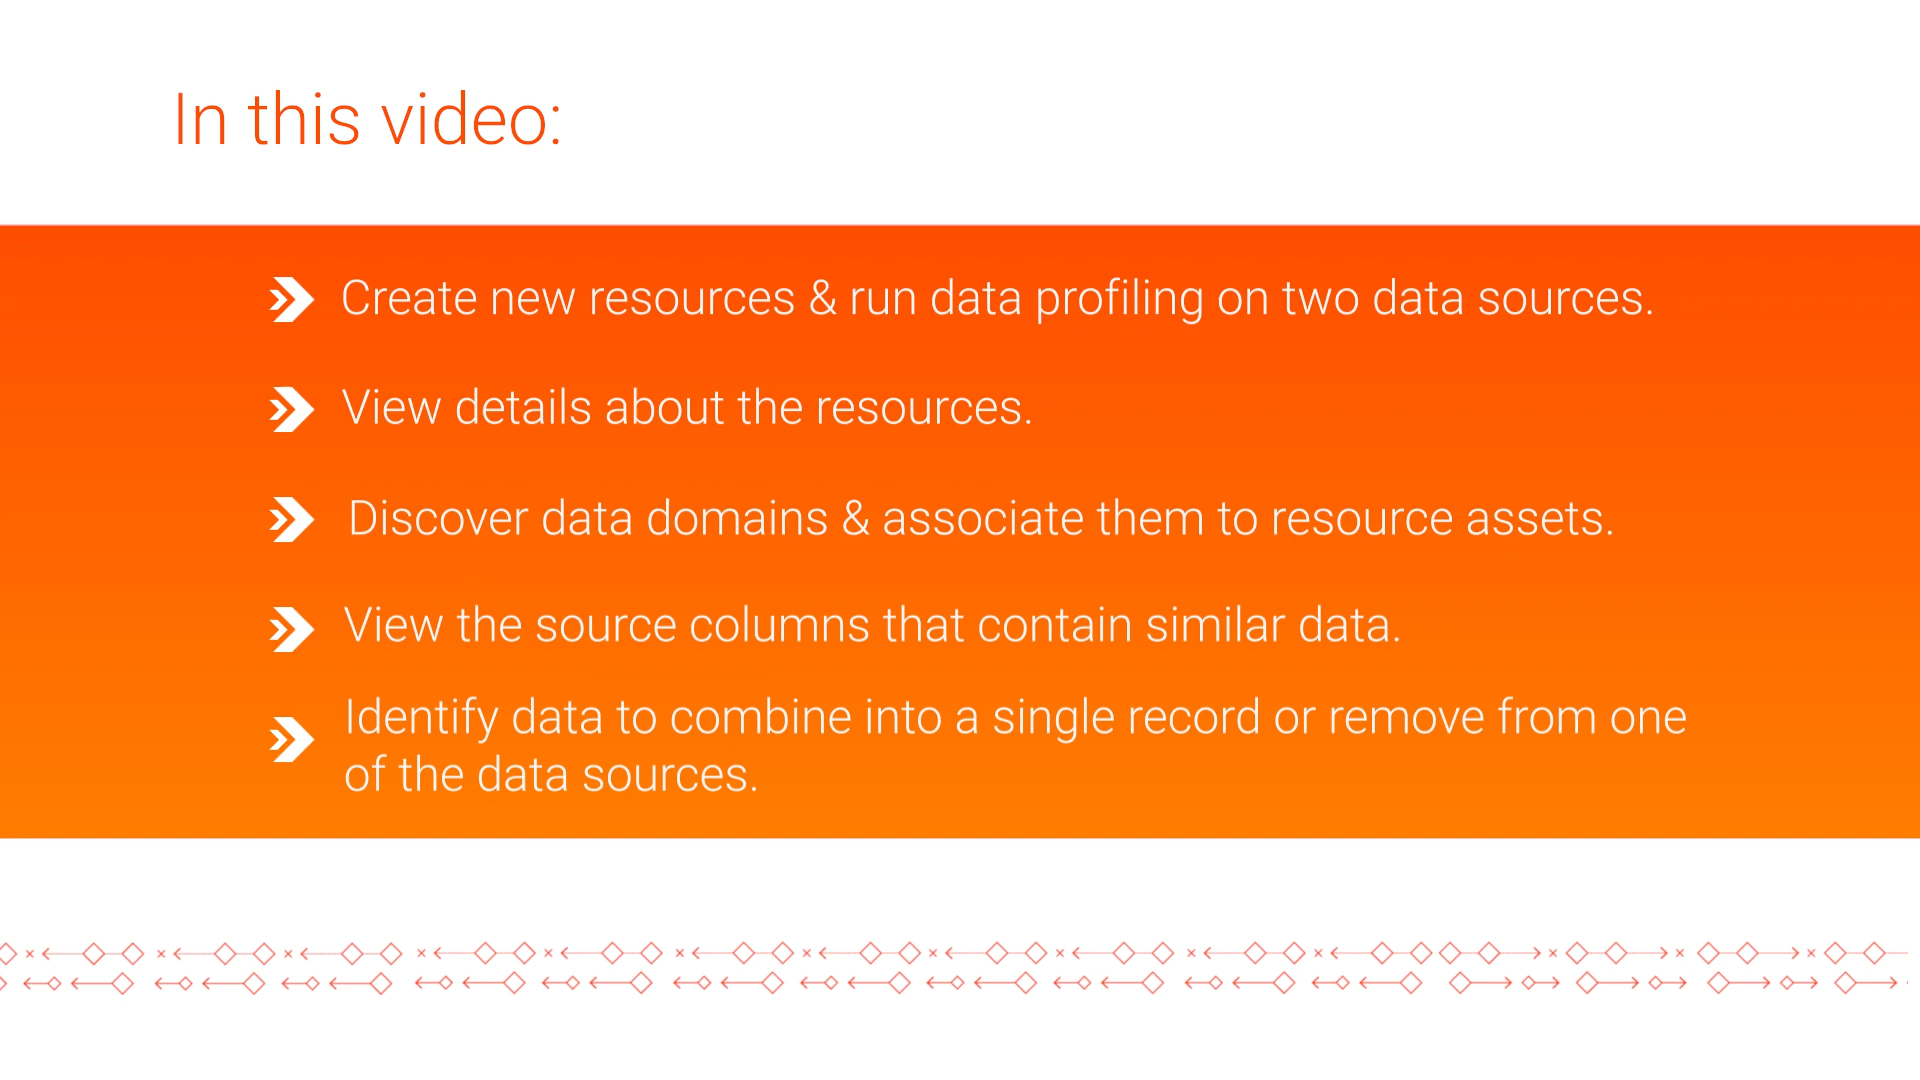 In this video:
Create new resources & run data profiling on two data sources.
View details about the resources.
Discover data domains & associate them to resource assets.
View the source columns that contain similar data.
Identify data to combine into a single record or remove from one
of the data sources.